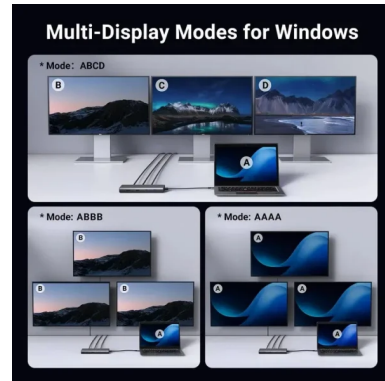 Multi-Display Modes for Windows
* Mode: ABCD
B
C
D
A
* Mode: ABBB
B
B
B
A
* Mode: AAAA
A
A
A
A